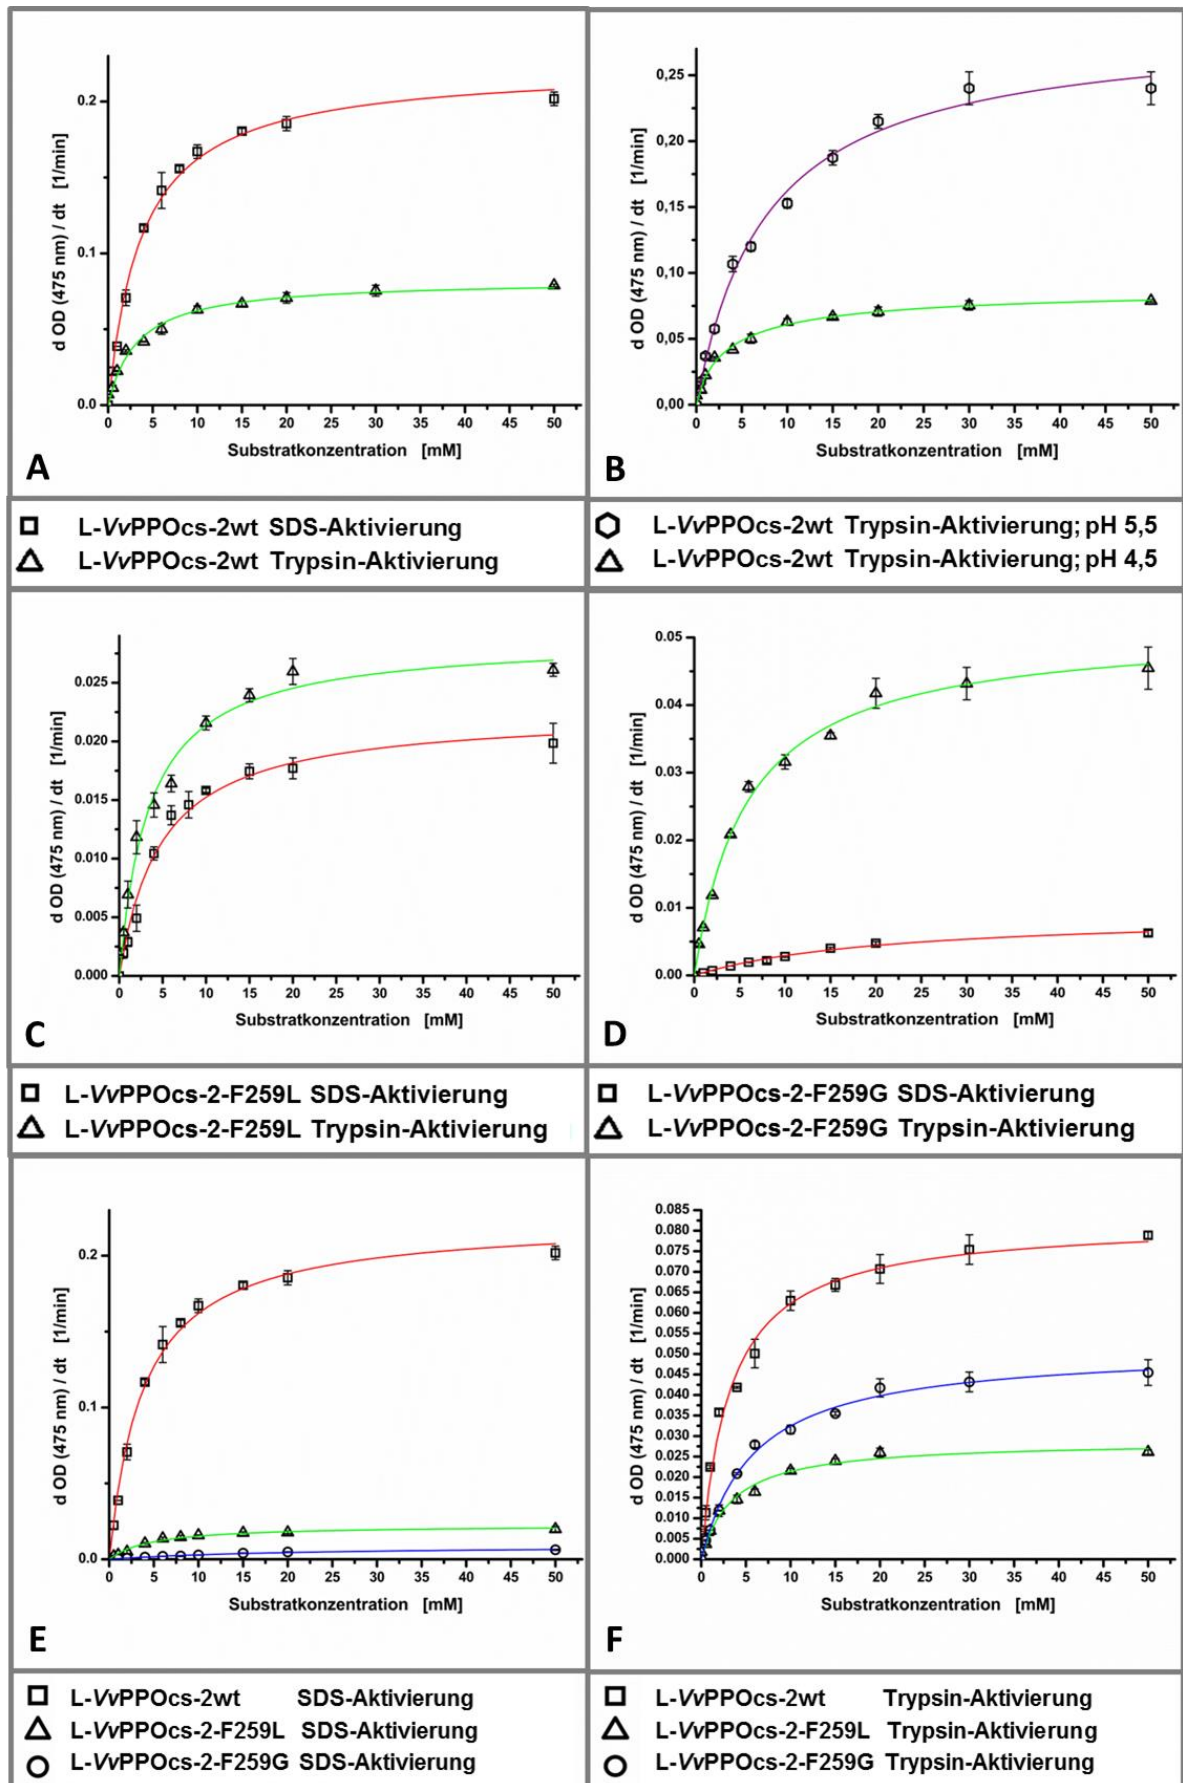 0.2
0.1
0.0
d OD (475 nm) / dt [1/min]
0 5 10 15 20 25 30 35 40 45 50
Substratkonzentration [mM]
A
0,25
0,20
0,15
0,10
0,05
0,00
d OD (475 nm) / dt [1/min]
0 5 10 15 20 25 30 35 40 45 50
Substratkonzentration [mM]
B
L-VvPPOcs-2wt SDS-Aktivierung
L-VvPPOcs-2wt Trypsin-Aktivierung
L-VvPPOcs-2wt Trypsin-Aktivierung; pH 5,5
L-VvPPOcs-2wt Trypsin-Aktivierung; pH 4,5
0.025
0.020
0.015
0.010
0.005
0.000
d OD (475 nm) / dt [1/min]
0 5 10 15 20 25 30 35 40 45 50
Substratkonzentration [mM]
C
0.05
0.04
0.03
0.02
0.01
0.00
d OD (475 nm) / dt [1/min]
0 5 10 15 20 25 30 35 40 45 50
Substratkonzentration [mM]
D
L-VvPPOcs-2-F259L SDS-Aktivierung
L-VvPPOcs-2-F259L Trypsin-Aktivierung
L-VvPPOcs-2-F259G SDS-Aktivierung
L-VvPPOcs-2-F259G Trypsin-Aktivierung
0.2
0.1
0.0
d OD (475 nm) / dt [1/min]
0 5 10 15 20 25 30 35 40 45 50
Substratkonzentration [mM]
E
0.085
0.080
0.075
0.070
0.065
0.060
0.055
0.050
0.045
0.040
0.035
0.030
0.025
0.020
0.015
0.010
0.005
0.000
d OD (475 nm) / dt [1/min]
0 5 10 15 20 25 30 35 40 45 50
Substratkonzentration [mM]
F
L-VvPPOcs-2wt SDS-Aktivierung
L-VvPPOcs-2-F259L SDS-Aktivierung
L-VvPPOcs-2-F259G SDS-Aktivierung
L-VvPPOcs-2wt Trypsin-Aktivierung
L-VvPPOcs-2-F259L Trypsin-Aktivierung
L-VvPPOcs-2-F259G Trypsin-Aktivierung